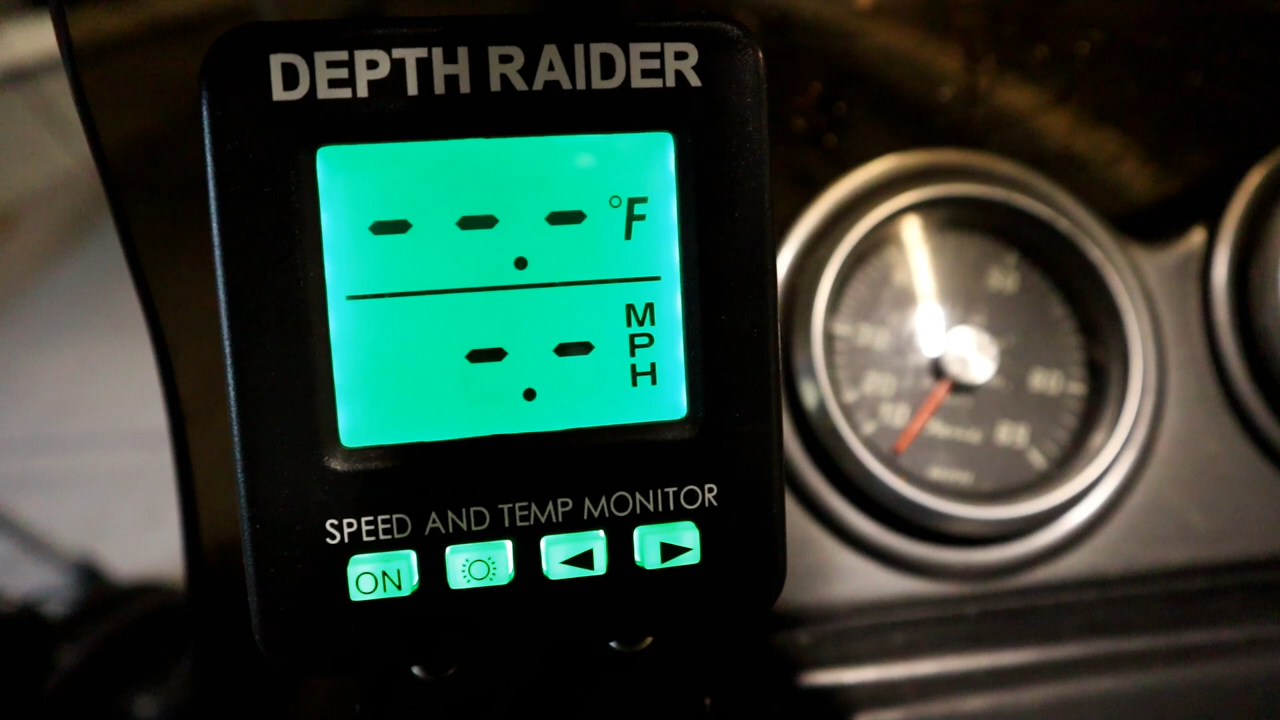 DEPTH RAIDER
- - - °F
.
- - MPH
.
SPEED AND TEMP MONITOR
ON